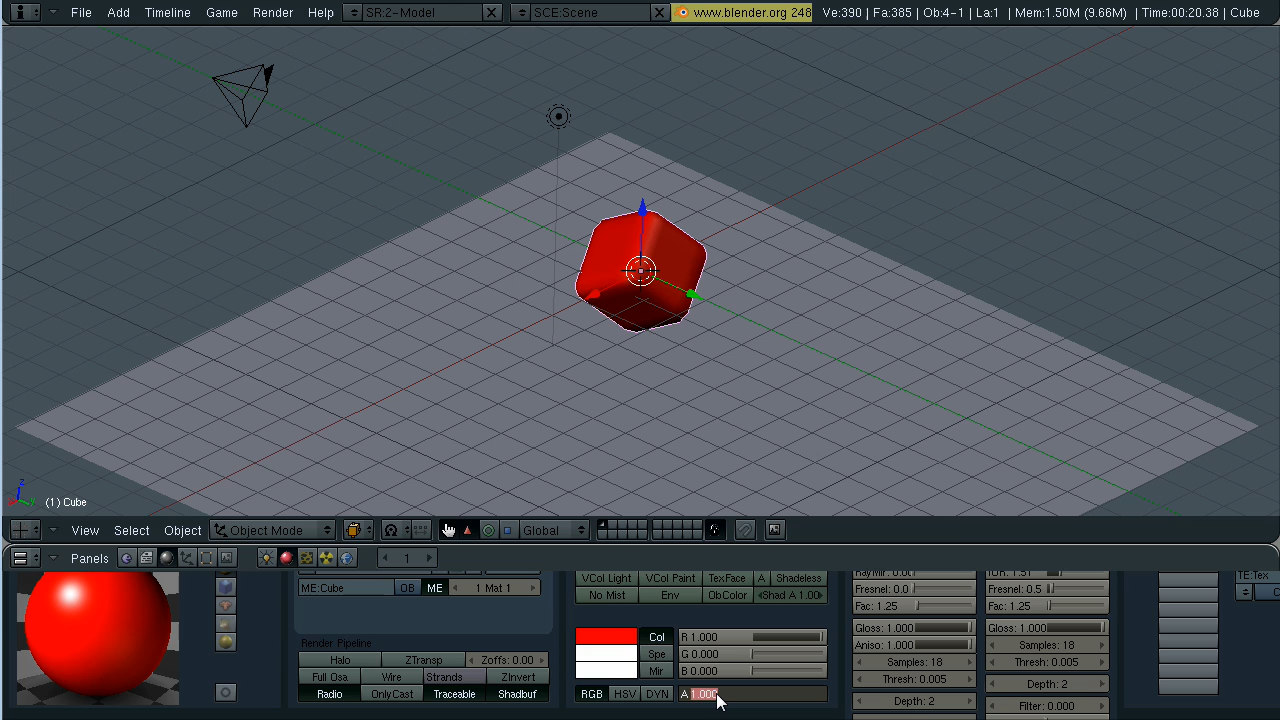 File Add Timeline Game Render Help SR:2-Model SCE:Scene www.blender.org 248 Ve:390 | Fa:385 | Ob:4-1 | La:1 | Mem:1.50M (9.66M) | Time:00:20.38 | Cube
z
y
(1) Cube
View Select Object Object Mode Global
Panels 1
ME:Cube OB ME 1 Mat 1
Render Pipeline
Halo ZTransp Zoffs: 0.00
Full Osa Wire Strands ZInvert
Radio OnlyCast Traceable Shadbuf
VCol Light VCol Paint TexFace A Shadeless
No Mist Env ObColor Shad A 1.00
Col R 1.000
Spe G 0.000
Mir B 0.000
RGB HSV DYN A 1.000
Fresnel: 0.0
Fac: 1.25
Gloss: 1.000
Aniso: 1.000
Samples: 18
Thresh: 0.005
Depth: 2
IOR: 1.51
Fresnel: 0.5
Fac: 1.25
Gloss: 1.000
Samples: 18
Thresh: 0.005
Depth: 2
Filter: 0.000
TE:Tex